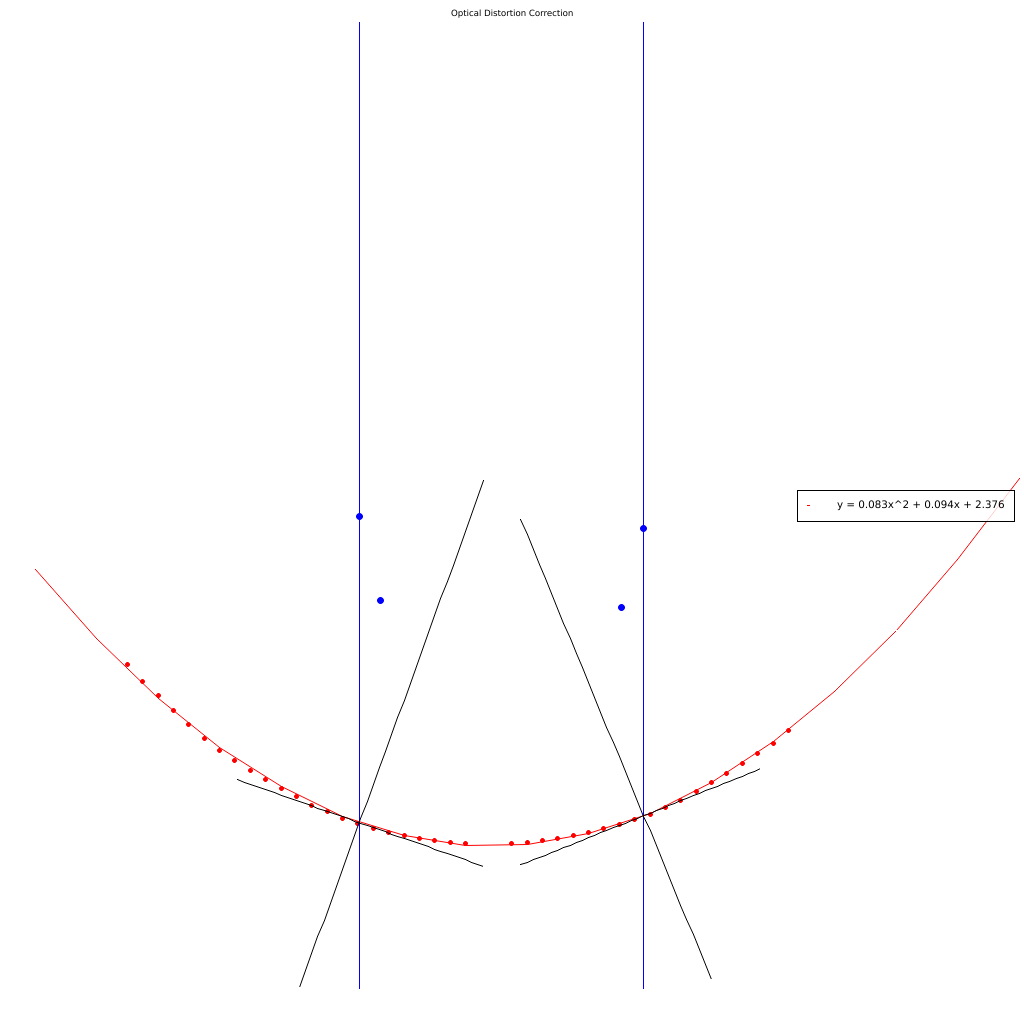 Optical Distortion Correction
- y = 0.083x^2 + 0.094x + 2.376